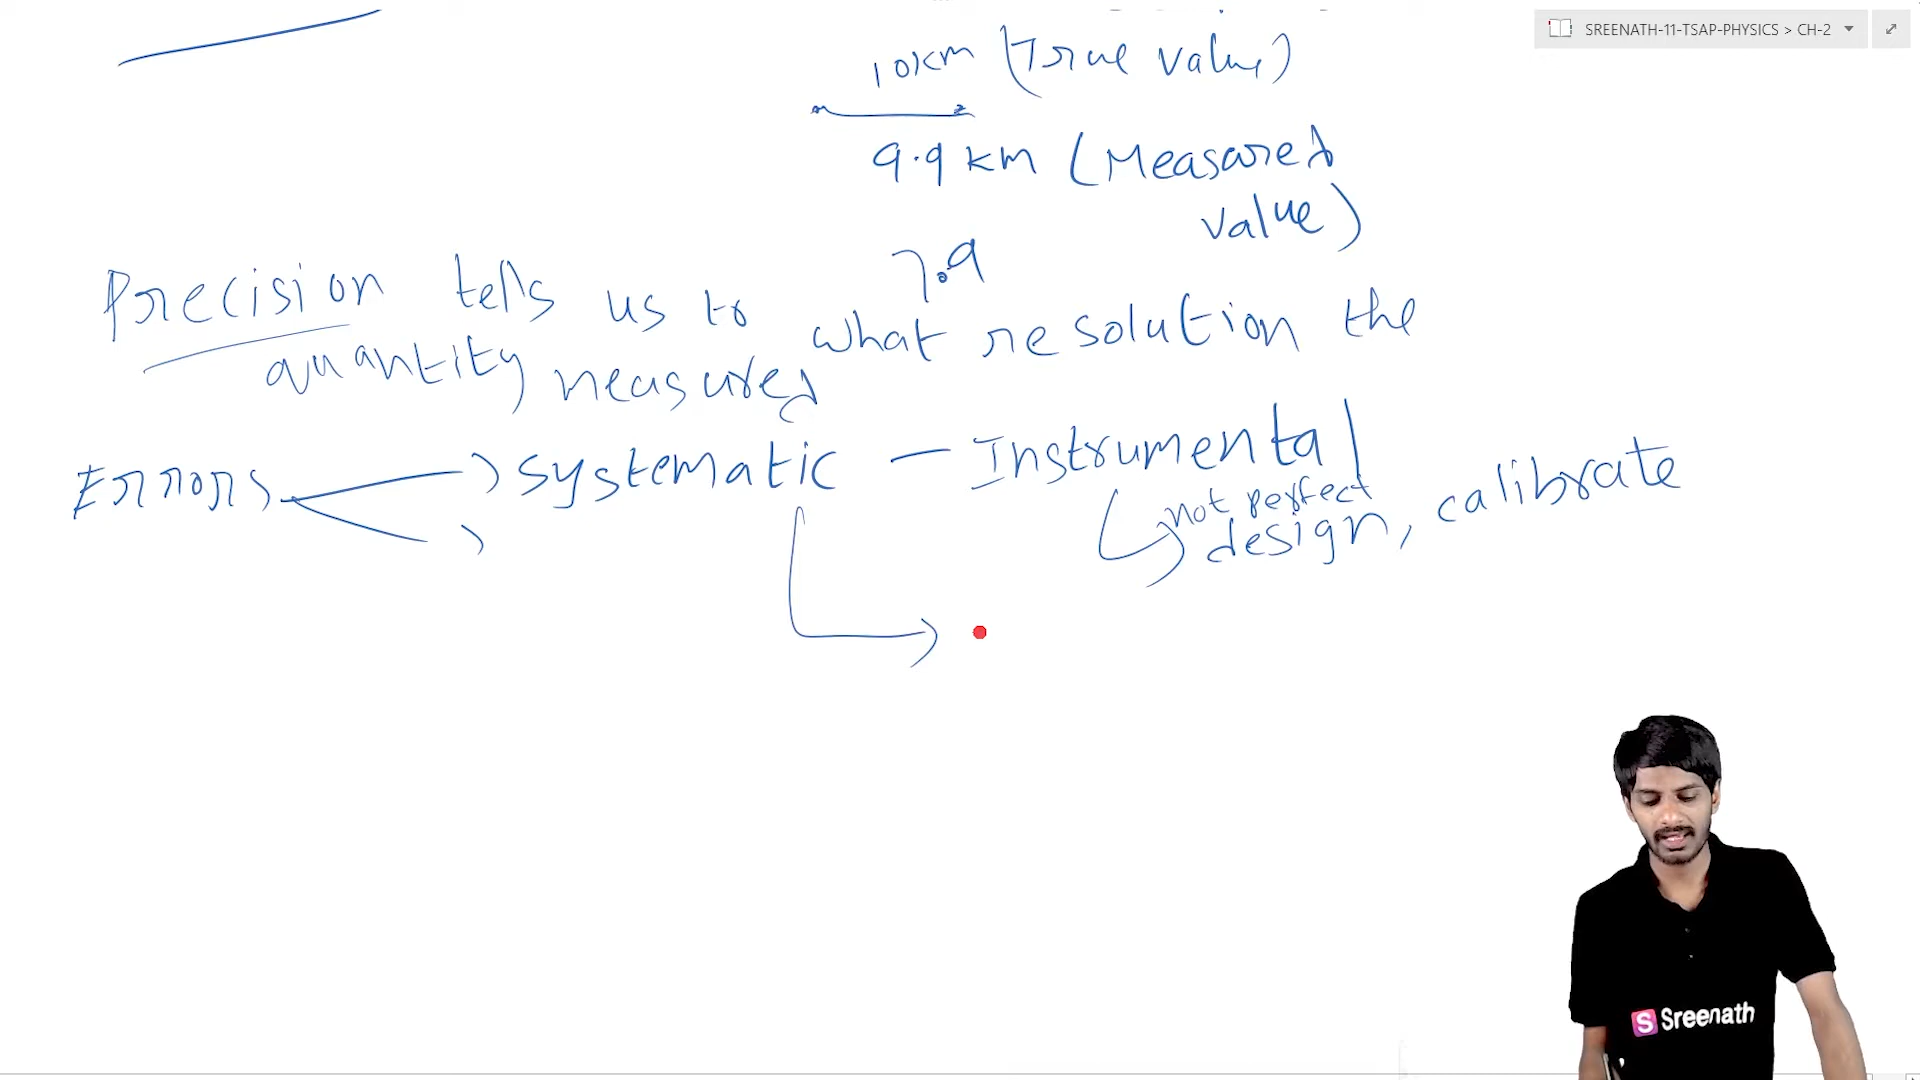 SREENATH-11-TSAP-PHYSICS > CH-2
10km (True value)
9.9 km (Measured
value)
7.9
Precision tells us to what resolution the
quantity measured
Errors systematic - Instrumental
not perfect
design, calibrate
S Sreenath